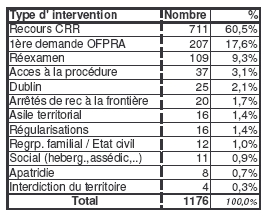 Type d' intervention Nombre %
Recours CRR 711 60,5%
1ère demande OFPRA 207 17,6%
Réexamen 109 9,3%
Acces à la procédure 37 3,1%
Dublin 25 2,1%
Arrêtés de rec à la frontière 20 1,7%
Asile territorial 16 1,4%
Régularisations 16 1,4%
Regrp. familial / Etat civil 12 1,0%
Social (heberg.,assédic,..) 11 0,9%
Apatridie 8 0,7%
Interdiction du territoire 4 0,3%
Total 1176 100,0%